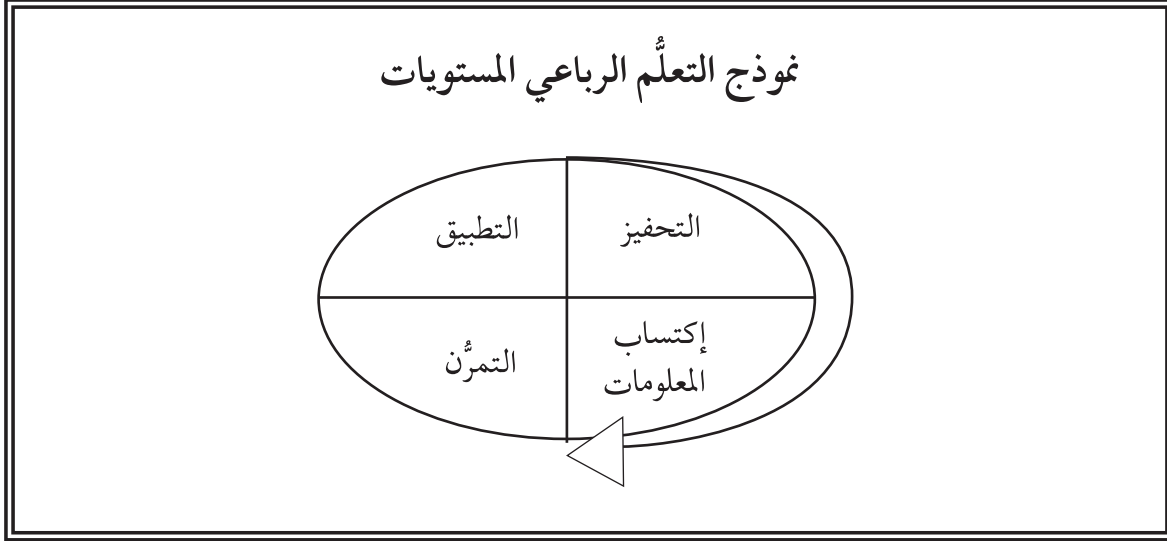 نموذج التعلُّم الرباعي المستويات
التحفيز
التطبيق
إكتساب
المعلومات
التمرُّن